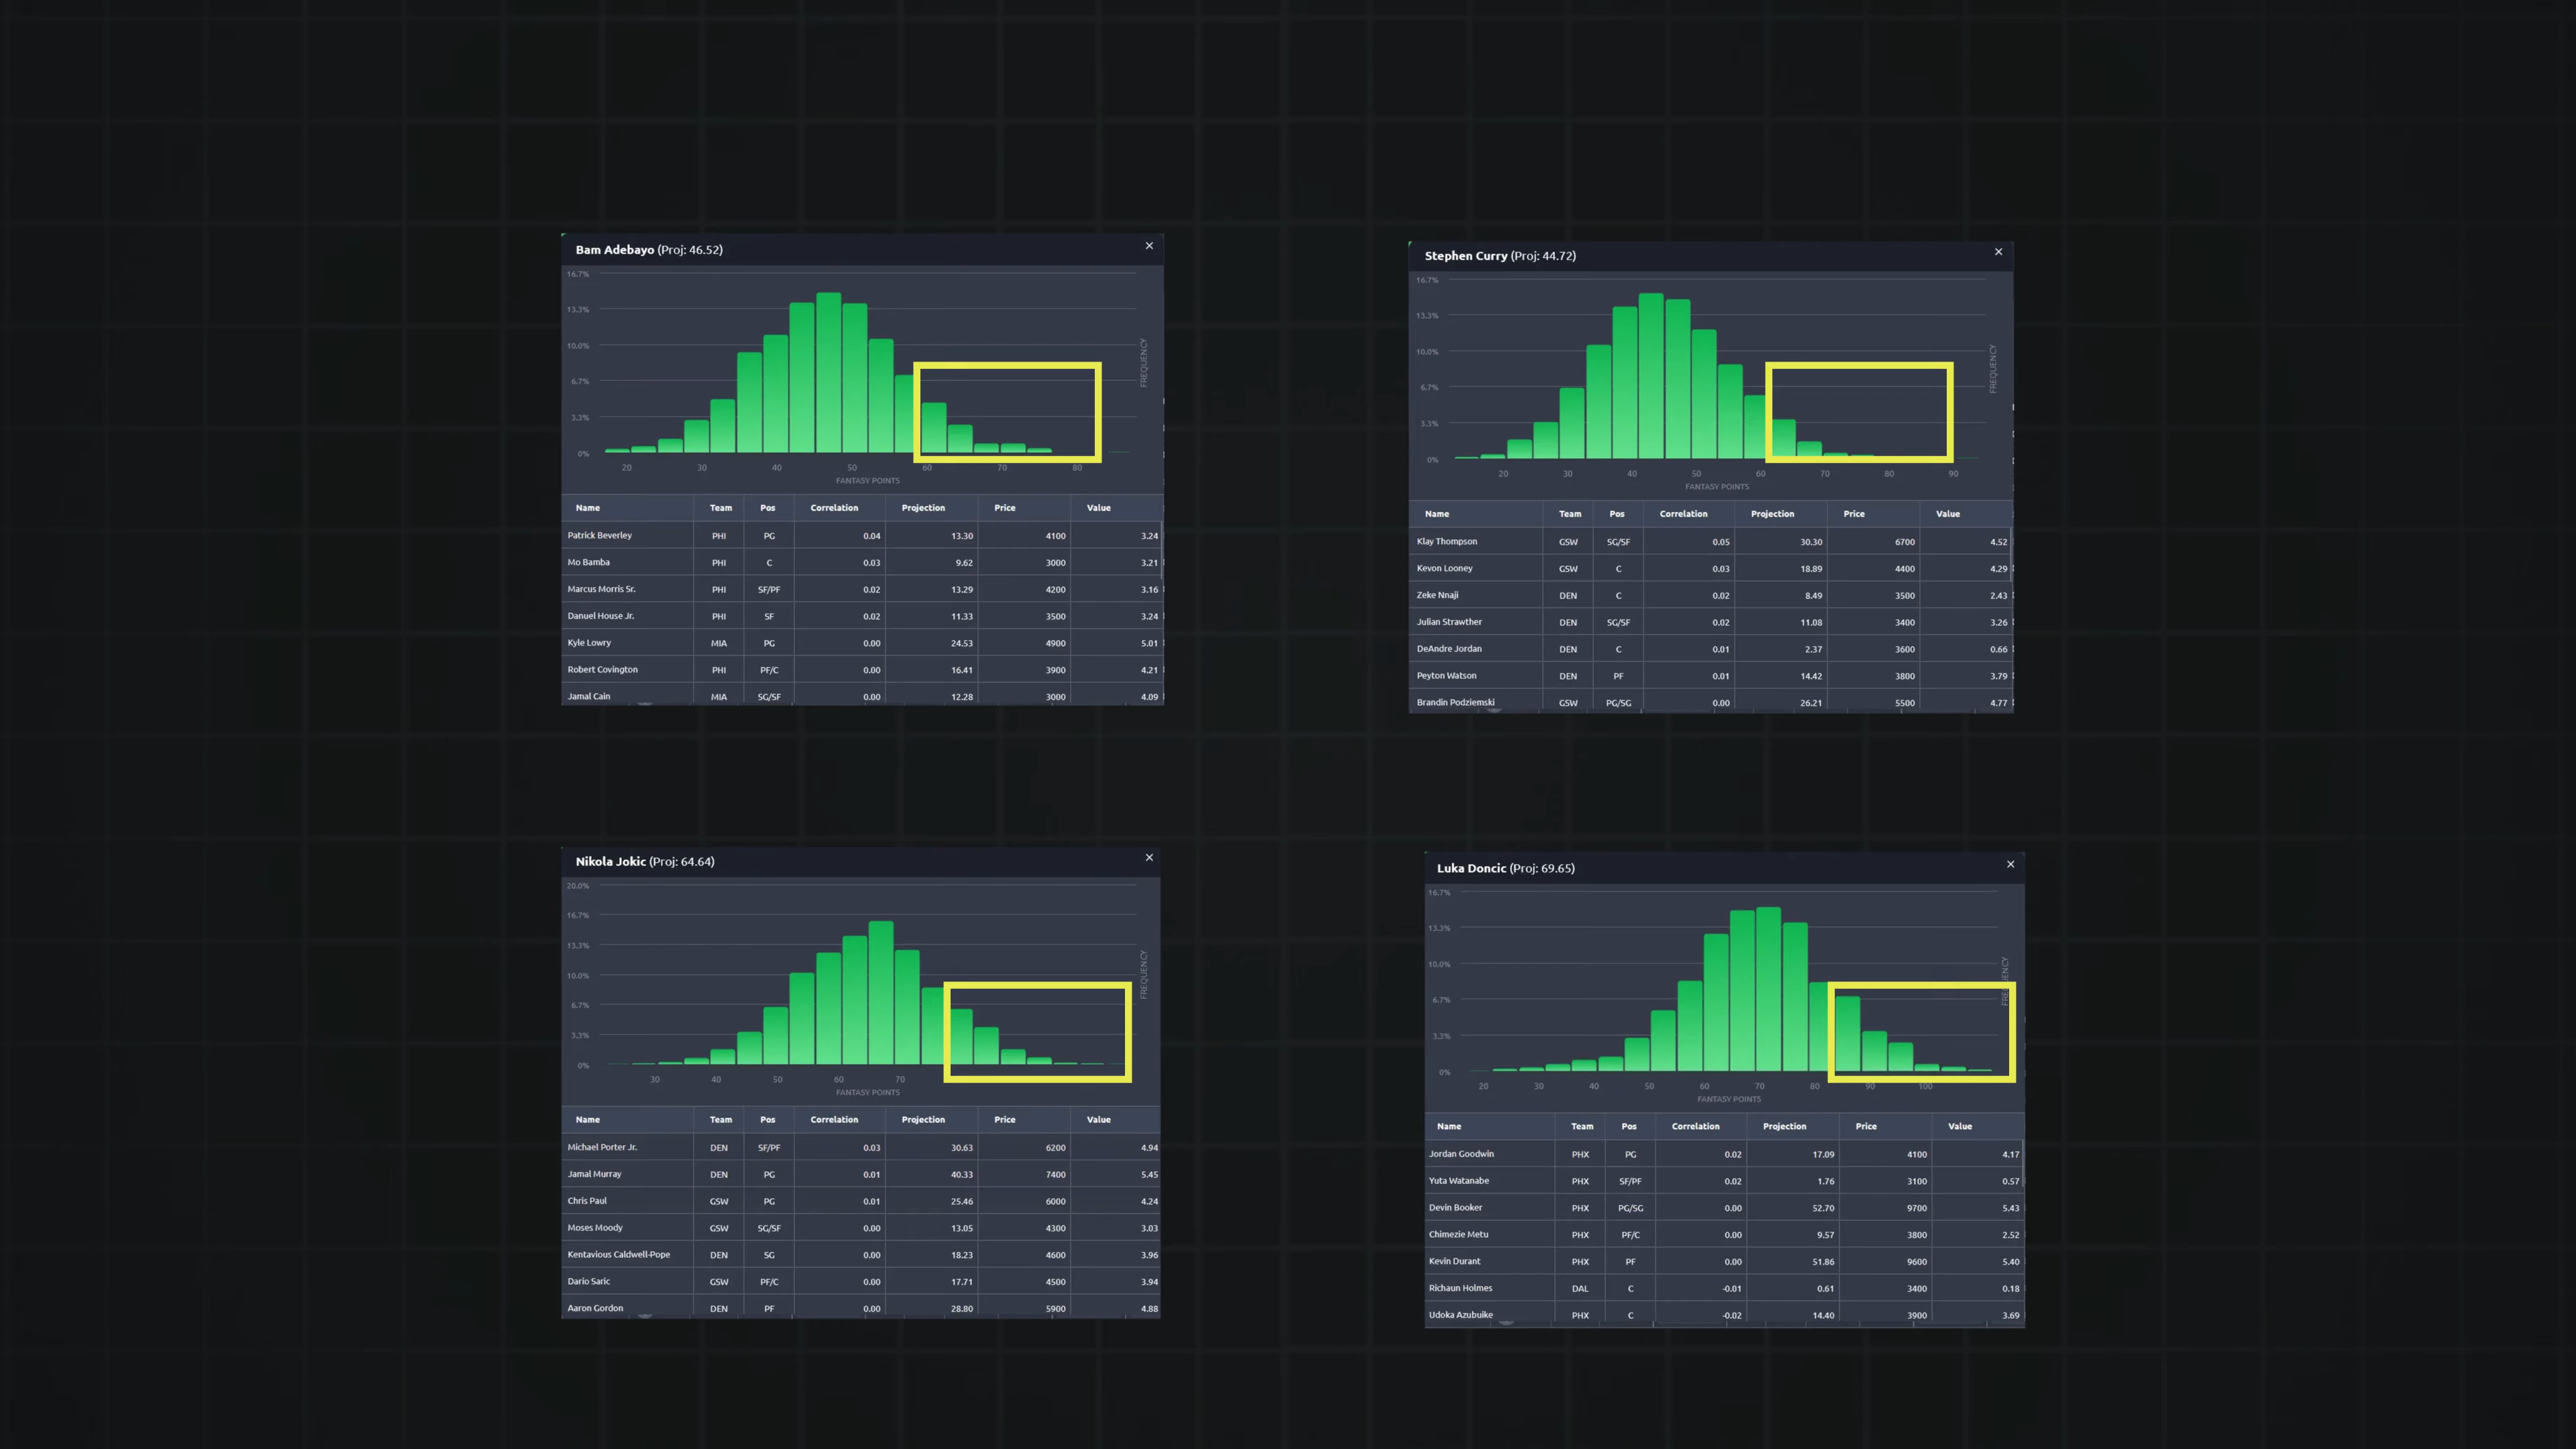 Bam Adebayo (Proj: 46.52) ×
16.7%
13.3%
10.0%
6.7%
3.3%
0%
20 30 40 50 60 70 80
FANTASY POINTS
FREQUENCY
Name Team Pos Correlation Projection Price Value
Patrick Beverley PHI PG 0.04 13.30 4100 3.24
Mo Bamba PHI C 0.03 9.62 3000 3.21
Marcus Morris Sr. PHI SF/PF 0.02 13.29 4200 3.16
Danuel House Jr. PHI SF 0.02 11.33 3500 3.24
Kyle Lowry MIA PG 0.00 24.53 4900 5.01
Robert Covington PHI PF/C 0.00 16.41 3900 4.21
Jamal Cain MIA SG/SF 0.00 12.28 3000 4.09
Stephen Curry (Proj: 44.72) ×
16.7%
13.3%
10.0%
6.7%
3.3%
0%
20 30 40 50 60 70 80 90
FANTASY POINTS
FREQUENCY
Name Team Pos Correlation Projection Price Value
Klay Thompson GSW SG/SF 0.05 30.30 6700 4.52
Kevon Looney GSW C 0.03 18.89 4400 4.29
Zeke Nnaji DEN C 0.02 8.49 3500 2.43
Julian Strawther DEN SG/SF 0.02 11.08 3400 3.26
DeAndre Jordan DEN C 0.01 2.37 3600 0.66
Peyton Watson DEN PF 0.01 14.42 3800 3.79
Brandin Podziemski GSW PG/SG 0.00 26.21 5500 4.77
Nikola Jokic (Proj: 64.64) ×
20.0%
16.7%
13.3%
10.0%
6.7%
3.3%
0%
30 40 50 60 70
FANTASY POINTS
FREQUENCY
Name Team Pos Correlation Projection Price Value
Michael Porter Jr. DEN SF/PF 0.03 30.63 6200 4.94
Jamal Murray DEN PG 0.01 40.33 7400 5.45
Chris Paul GSW PG 0.01 25.46 6000 4.24
Moses Moody GSW SG/SF 0.00 13.05 4300 3.03
Kentavious Caldwell-Pope DEN SG 0.00 18.23 4600 3.96
Dario Saric GSW PF/C 0.00 17.71 4500 3.94
Aaron Gordon DEN PF 0.00 28.80 5900 4.88
Luka Doncic (Proj: 69.65) ×
16.7%
13.3%
10.0%
6.7%
3.3%
0%
20 30 40 50 60 70 80 90 100
FANTASY POINTS
FREQUENCY
Name Team Pos Correlation Projection Price Value
Jordan Goodwin PHX PG 0.02 17.09 4100 4.17
Yuta Watanabe PHX SF/PF 0.02 1.76 3100 0.57
Devin Booker PHX PG/SG 0.00 52.70 9700 5.43
Chimezie Metu PHX PF/C 0.00 9.57 3800 2.52
Kevin Durant PHX PF 0.00 51.86 9600 5.40
Richaun Holmes DAL C -0.01 0.61 3400 0.18
Udoka Azubuike PHX C -0.02 14.40 3900 3.69